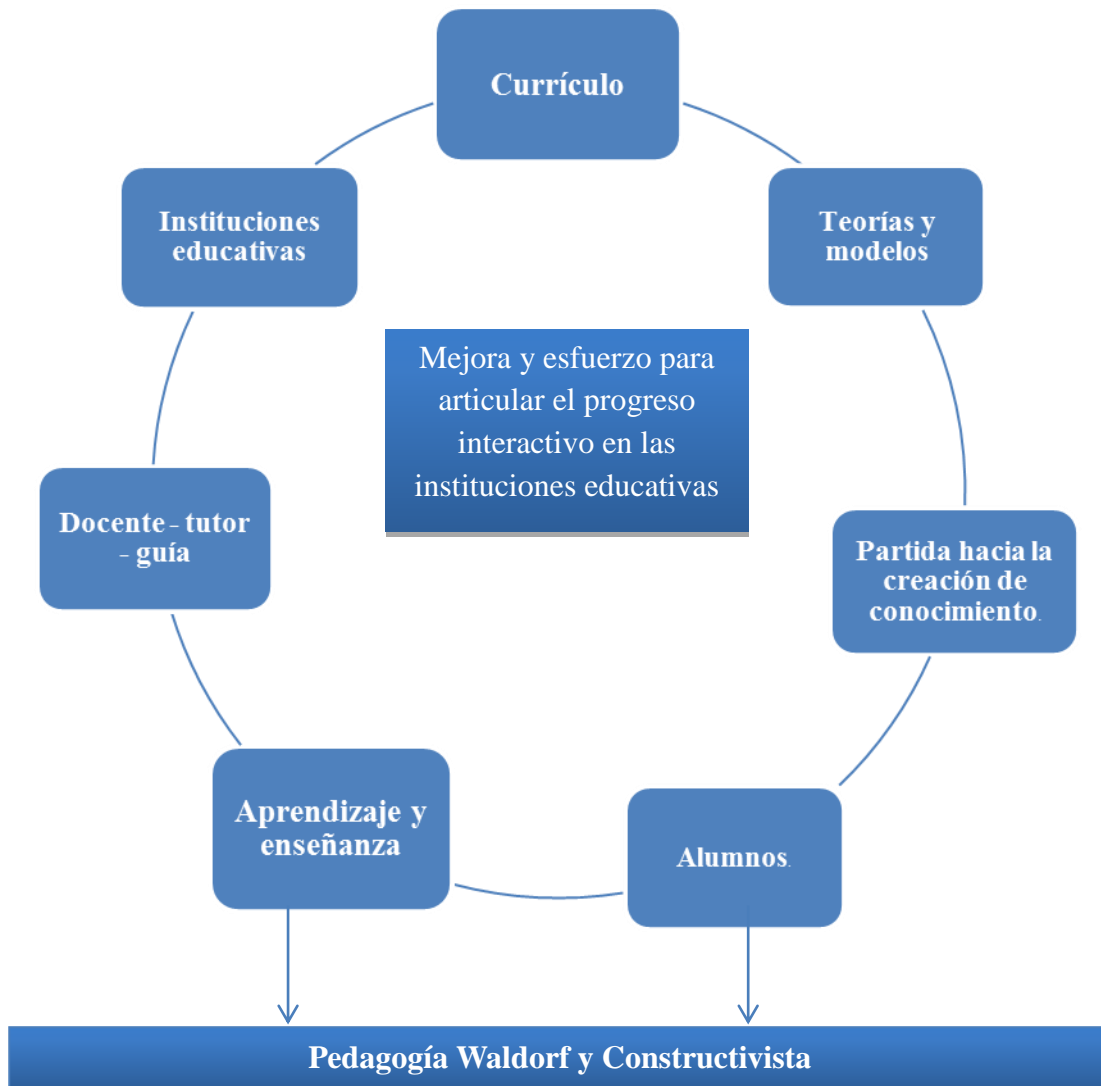 Currículo
Instituciones
educativas
Teorías y
modelos
Mejora y esfuerzo para
articular el progreso
interactivo en las
instituciones educativas
Docente - tutor
- guía
Partida hacia la
creación de
conocimiento.
Aprendizaje y
enseñanza
Alumnos.
Pedagogía Waldorf y Constructivista